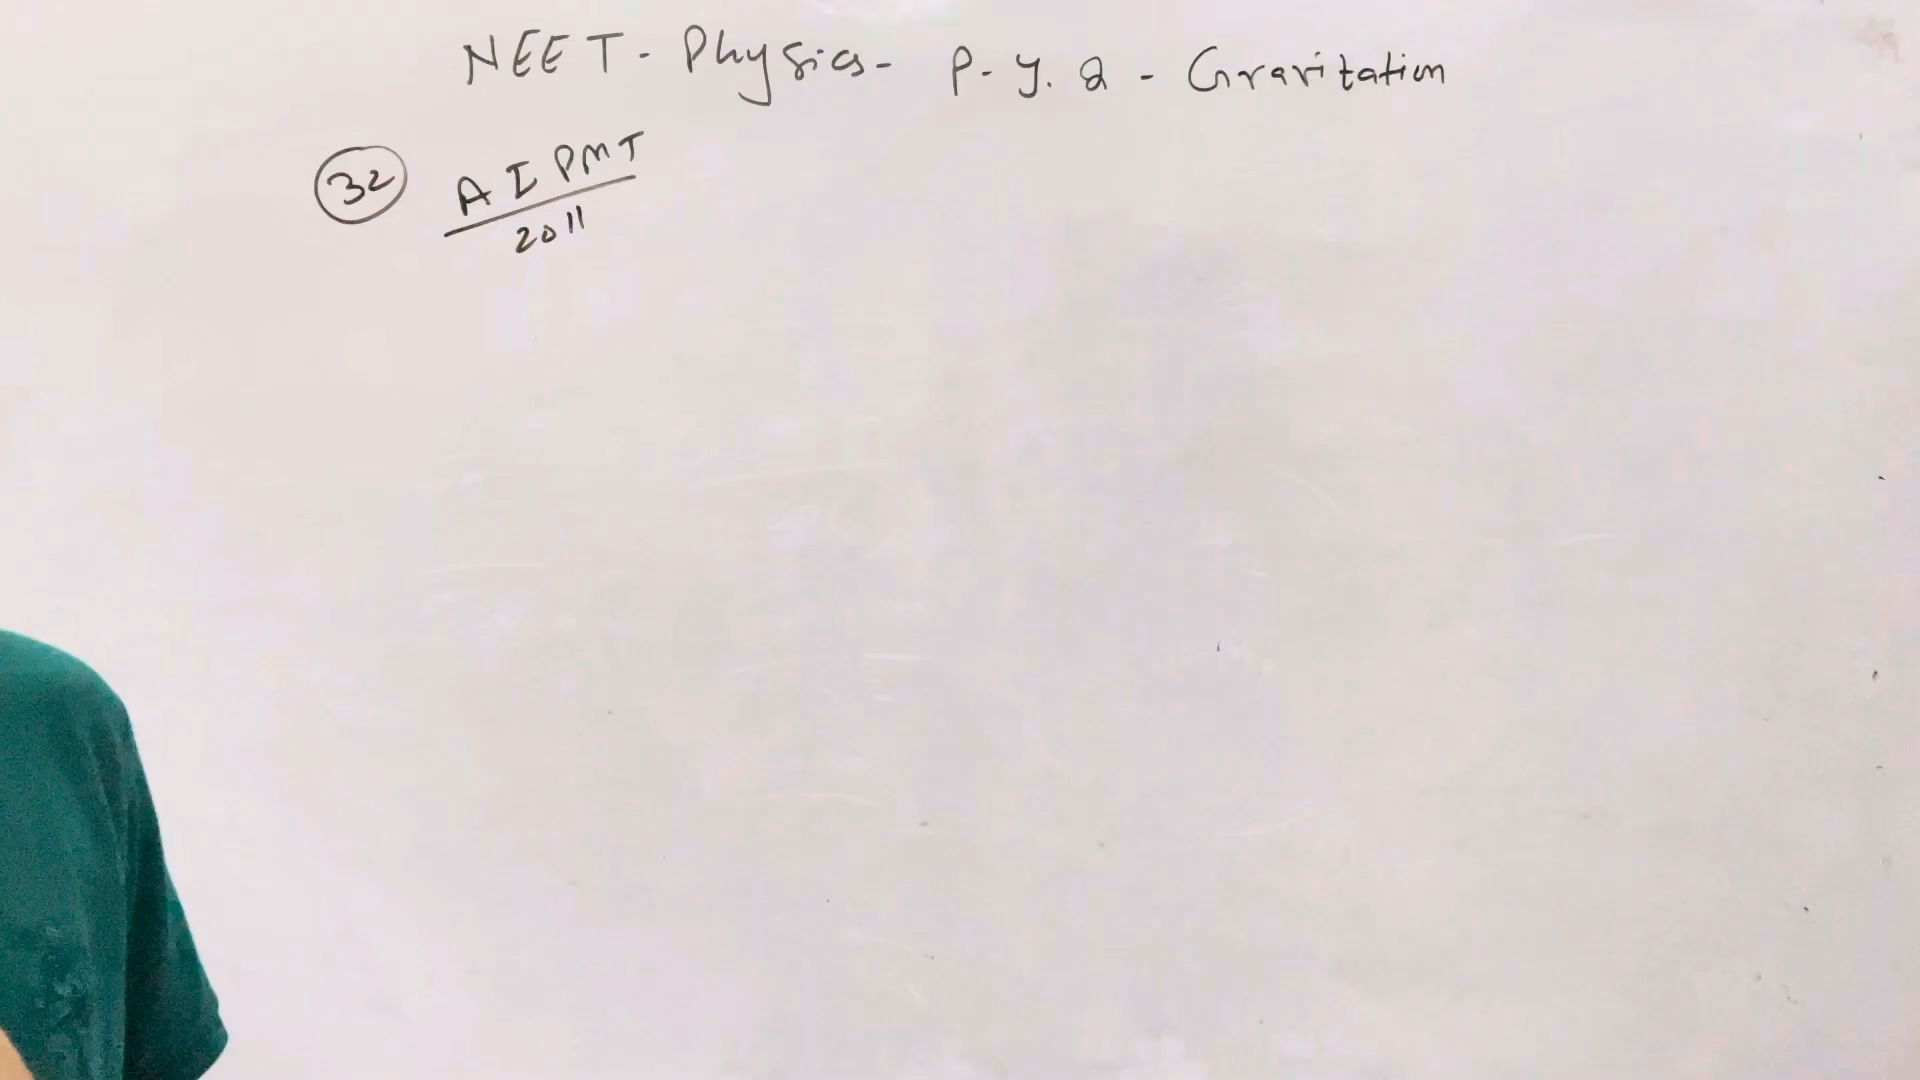 NEET - Physics - P. Y. Q - Gravitation
32 AIPMT
2011